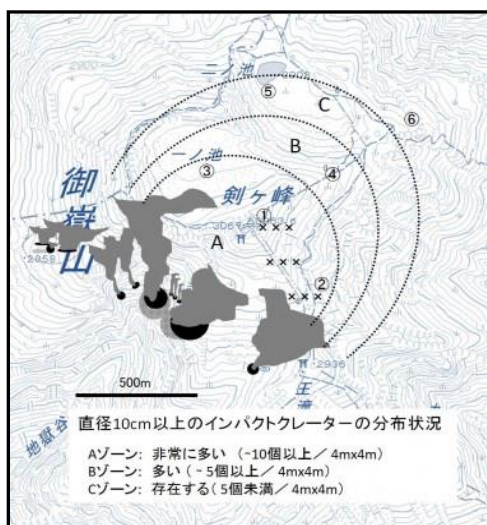 二ノ池
⑤
C
⑥
B
一ノ池
③
④
御嶽山
剣ヶ峰
①
×××
A
×××
②
×××
500m
2936
王滝
地獄谷
直径10cm以上のインパクトクレーターの分布状況
Aゾーン: 非常に多い (~10個以上/ 4mx4m)
Bゾーン: 多い (~ 5個以上/ 4mx4m)
Cゾーン: 存在する(5個未満/ 4mx4m)